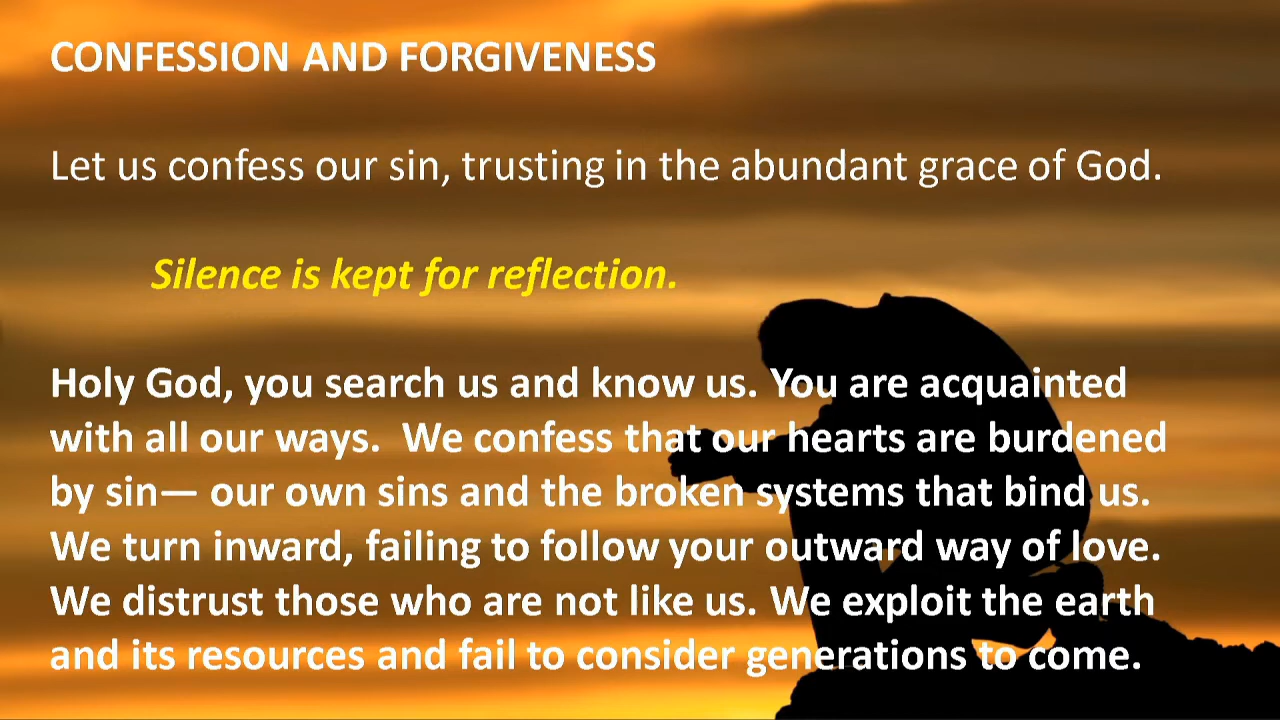 CONFESSION AND FORGIVENESS
Let us confess our sin, trusting in the abundant grace of God.
Silence is kept for reflection.
Holy God, you search us and know us. You are acquainted
with all our ways.  We confess that our hearts are burdened
by sin— our own sins and the broken systems that bind us.
We turn inward, failing to follow your outward way of love.
We distrust those who are not like us. We exploit the earth
and its resources and fail to consider generations to come.